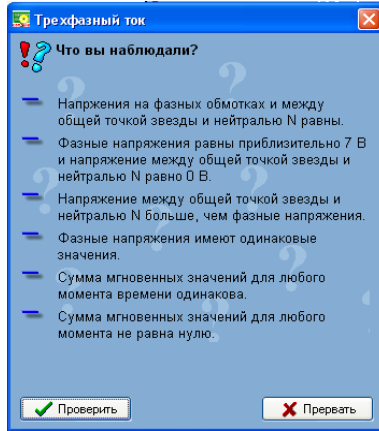 Трехфазный ток
Что вы наблюдали?
Напржения на фазных обмотках и между
общей точкой звезды и нейтралью N равны.
Фазные напряжения равны приблизительно 7 В
и напряжение между общей точкой звезды и
нейтралью N равно 0 В.
Напряжение между общей точкой звезды и
нейтралью N больше, чем фазные напряжения.
Фазные напряжения имеют одинаковые
значения.
Сумма мгновенных значений для любого
момента времени одинакова.
Сумма мгновенных значений для любого
момента не равна нулю.
Проверить
Прервать